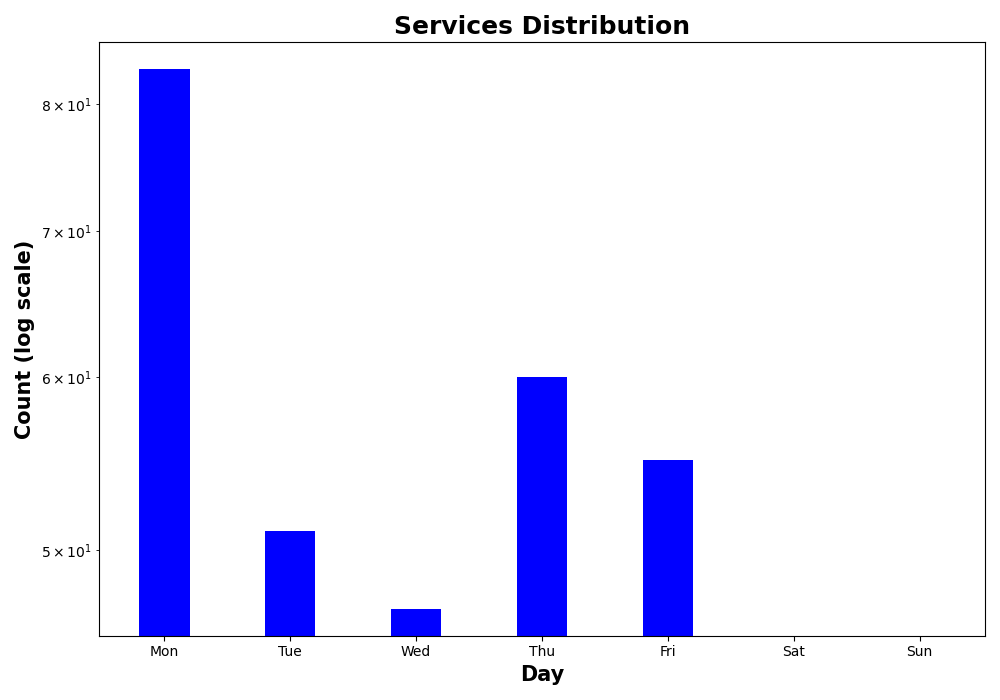 Services Distribution
Count (log scale)
8 × 10¹
7 × 10¹
6 × 10¹
5 × 10¹
Mon Tue Wed Thu Fri Sat Sun
Day